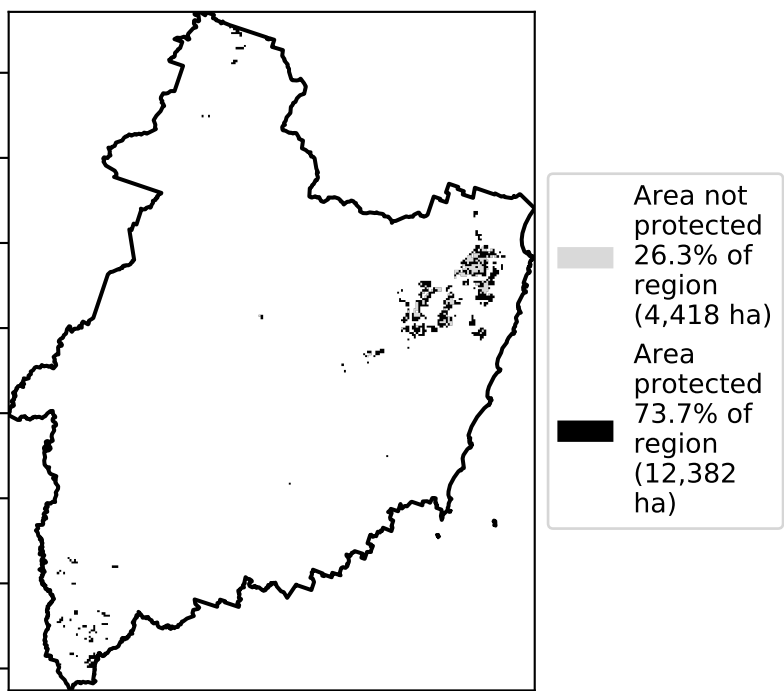 Area not
protected
26.3% of
region
(4,418 ha)
Area
protected
73.7% of
region
(12,382
ha)